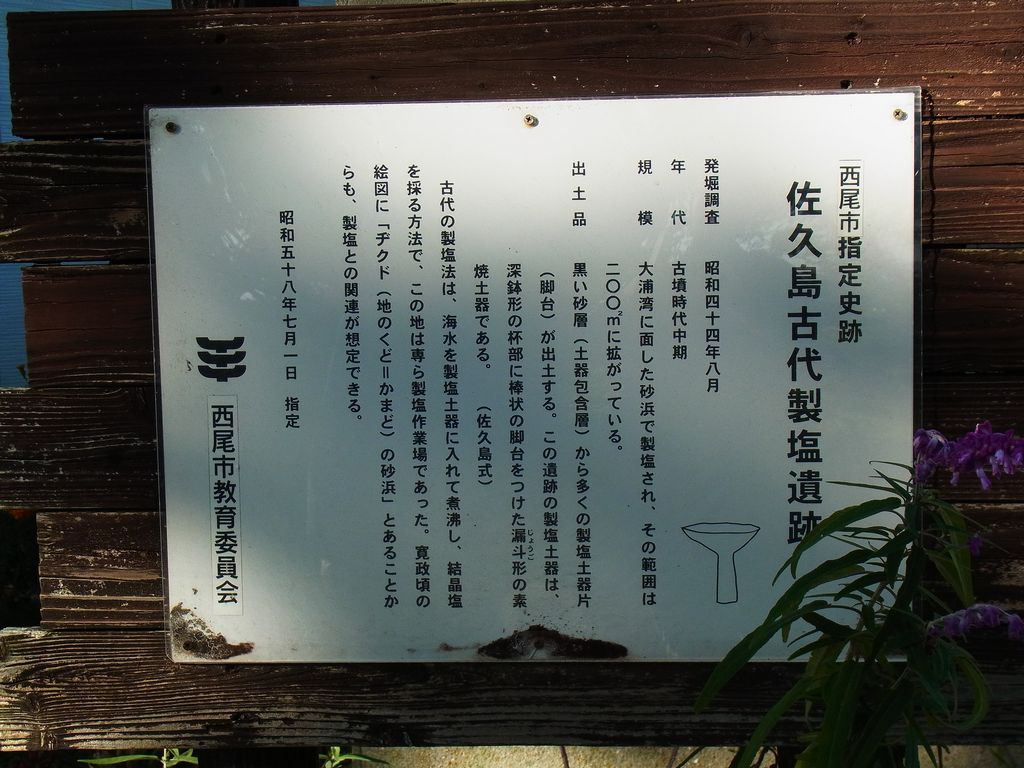 西尾市指定史跡
佐久島古代製塩遺跡
発掘調査　昭和四十四年八月
年代　古墳時代中期
規模　大浦湾に面した砂浜で製塩され、その範囲は
二〇〇㎡に拡がっている。
出土品　黒い砂層（土器包含層）から多くの製塩土器片
（脚台）が出土する。この遺跡の製塩土器は、
深鉢形の杯部に棒状の脚台をつけた漏斗形の素
じょうご
焼土器である。　（佐久島式）
古代の製塩法は、海水を製塩土器に入れて煮沸し、結晶塩
を採る方法で、この地は専ら製塩作業場であった。寛政頃の
絵図に「ヂクド（地のくど＝かまど）の砂浜」とあることか
らも、製塩との関連が想定できる。
昭和五十八年七月一日　指定
西尾市教育委員会